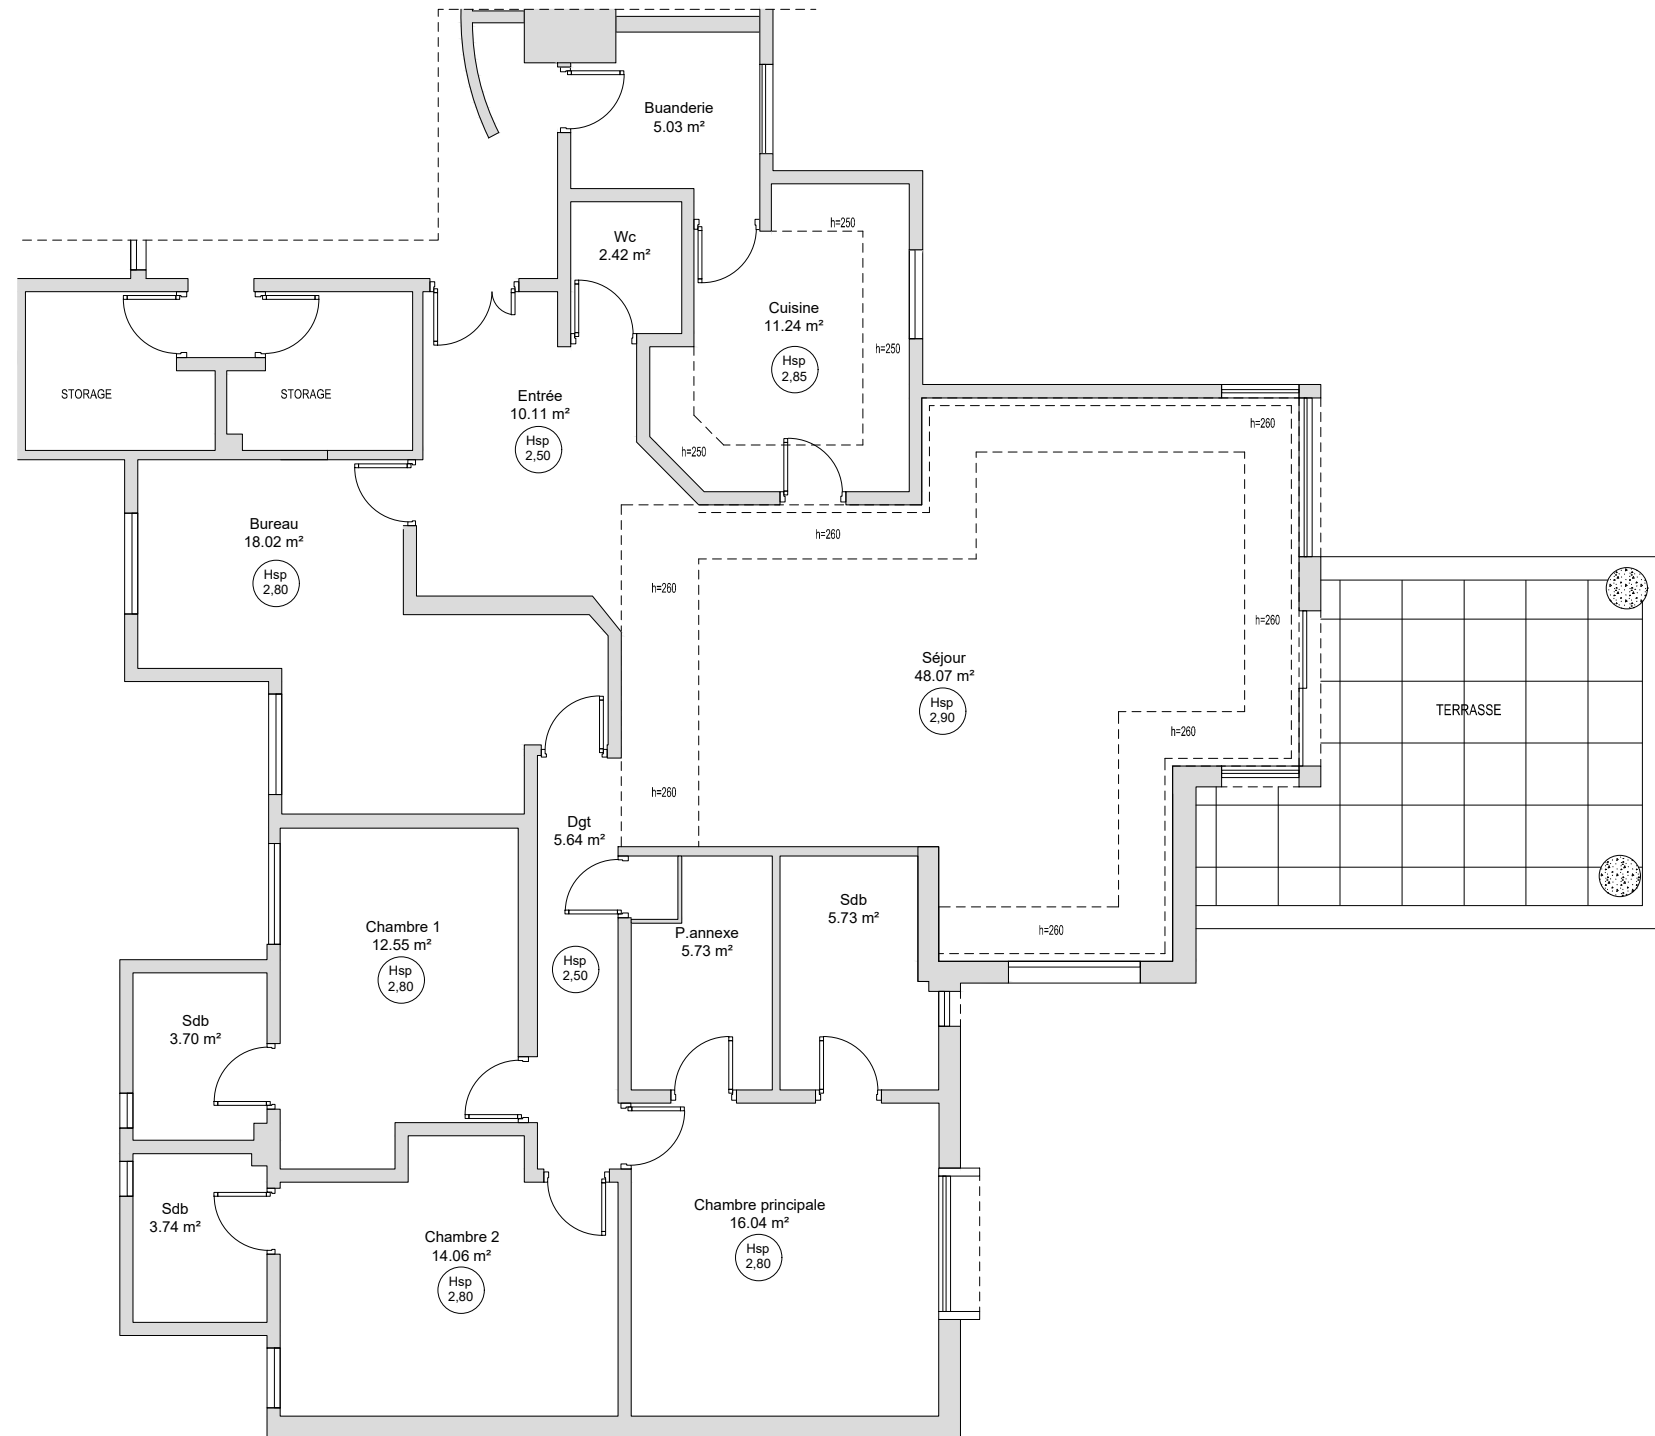 Buanderie
5.03 m²
h=250
Wc
2.42 m²
Cuisine
11.24 m²
Hsp
2,85
h=250
STORAGE
STORAGE
Entrée
10.11 m²
Hsp
2,50
h=250
h=260
Bureau
18.02 m²
Hsp
2,80
h=260
h=260
h=260
Séjour
48.07 m²
Hsp
2,90
TERRASSE
h=260
h=260
Dgt
5.64 m²
Sdb
5.73 m²
Chambre 1
12.55 m²
Hsp
2,80
P.annexe
5.73 m²
h=260
Hsp
2,50
Sdb
3.70 m²
Sdb
3.74 m²
Chambre 2
14.06 m²
Hsp
2,80
Chambre principale
16.04 m²
Hsp
2,80